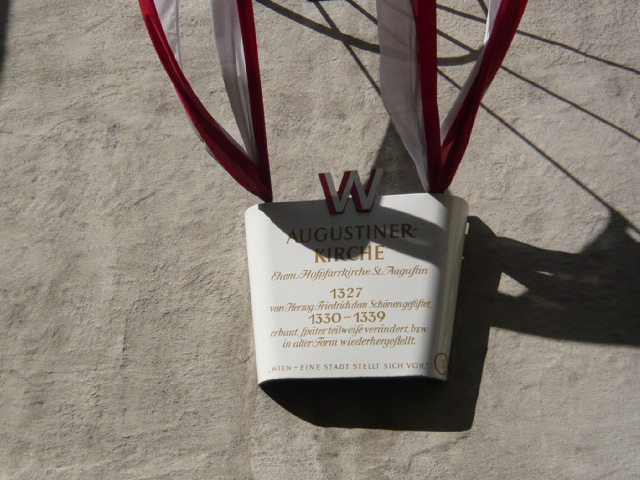 W
AUGUSTINER-
KIRCHE
Ehem. Hofpfarrkirche St. Augustin
1327
von Herzog Friedrich dem Schönen gestiftet,
1330–1339
erbaut, später teilweise verändert, bzw.
in alter Form wiederhergestellt.
„WIEN – EINE STADT STELLT SICH VOR“